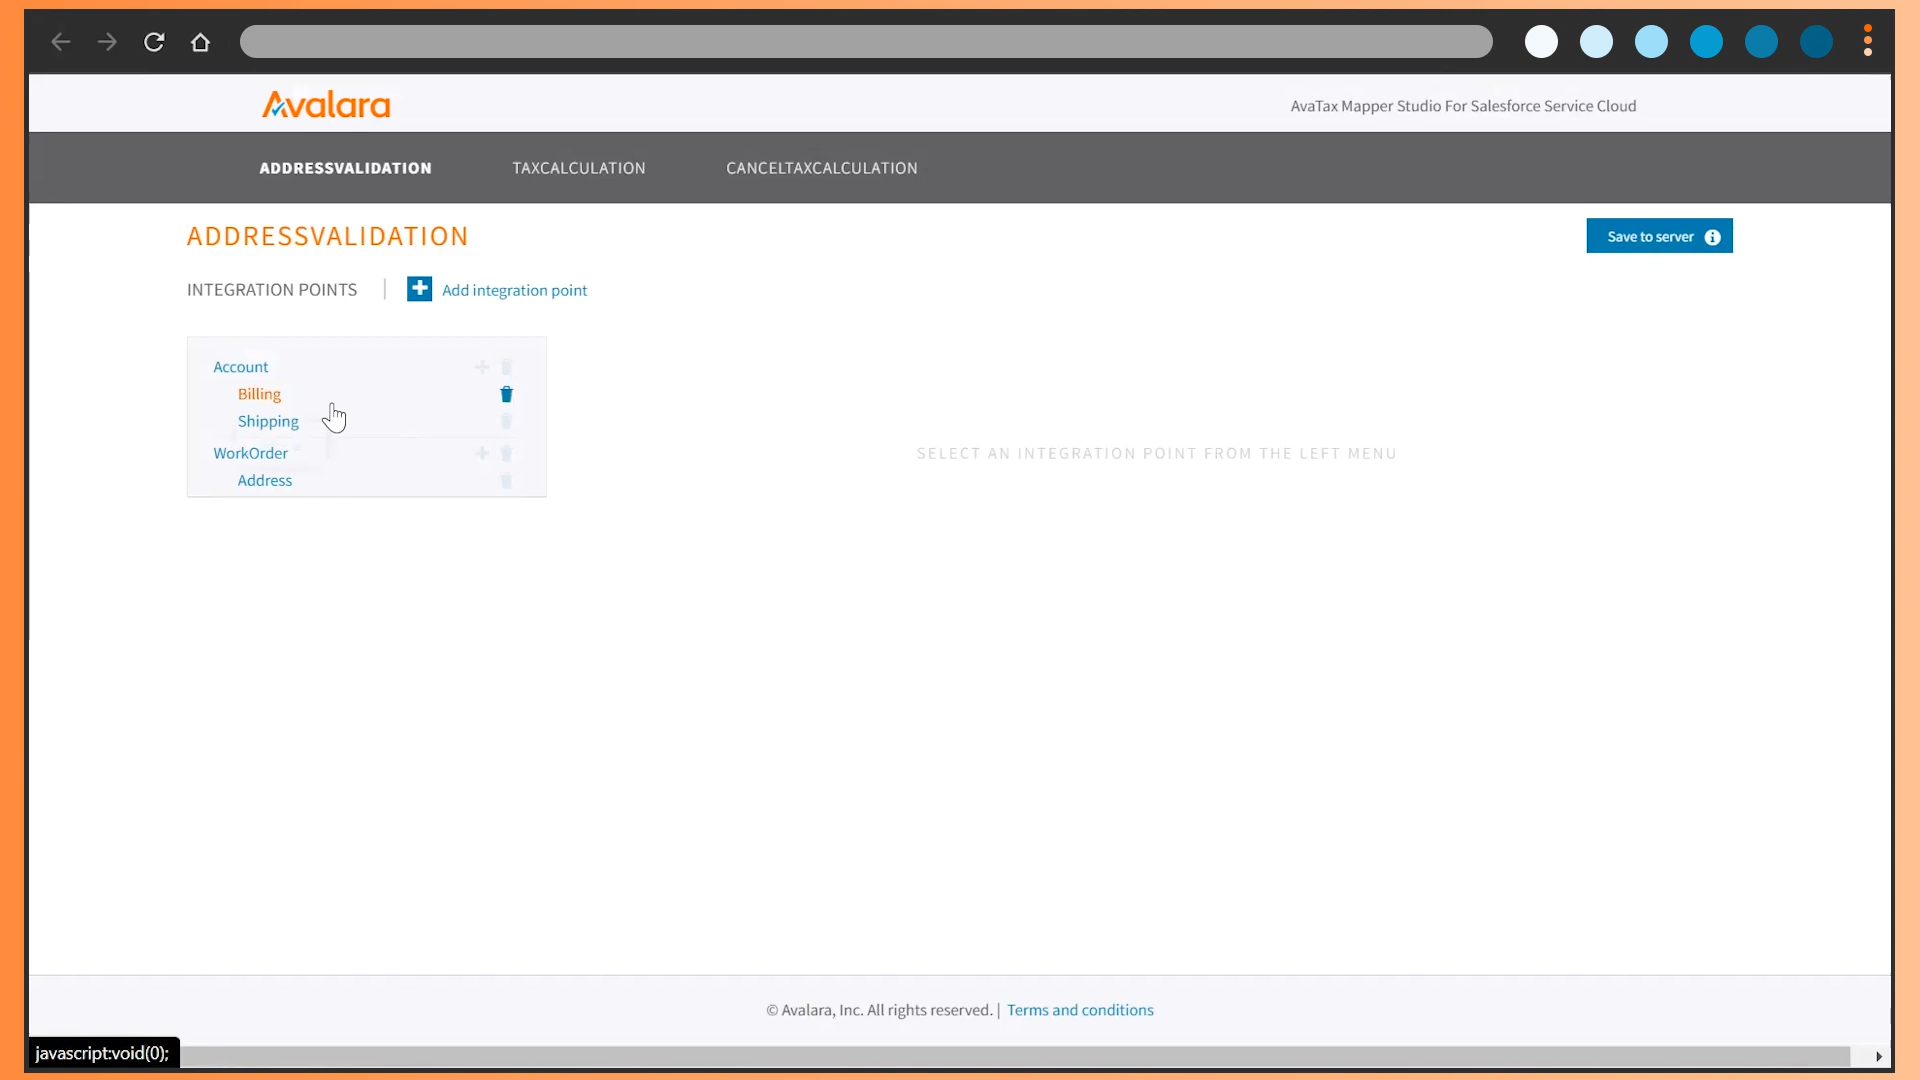 Avalara
AvaTax Mapper Studio For Salesforce Service Cloud
ADDRESSVALIDATION
TAXCALCULATION
CANCELTAXCALCULATION
ADDRESSVALIDATION
Save to server
INTEGRATION POINTS
Add integration point
Account
Billing
Shipping
WorkOrder
Address
SELECT AN INTEGRATION POINT FROM THE LEFT MENU
© Avalara, Inc. All rights reserved. | Terms and conditions
javascript:void(0);